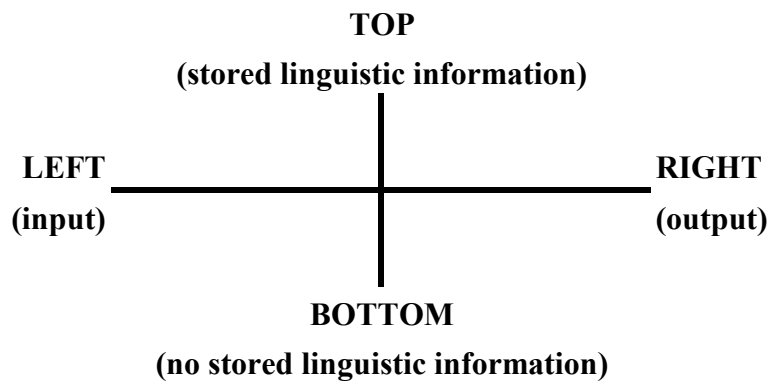 TOP
(stored linguistic information)
LEFT
(input)
RIGHT
(output)
BOTTOM
(no stored linguistic information)